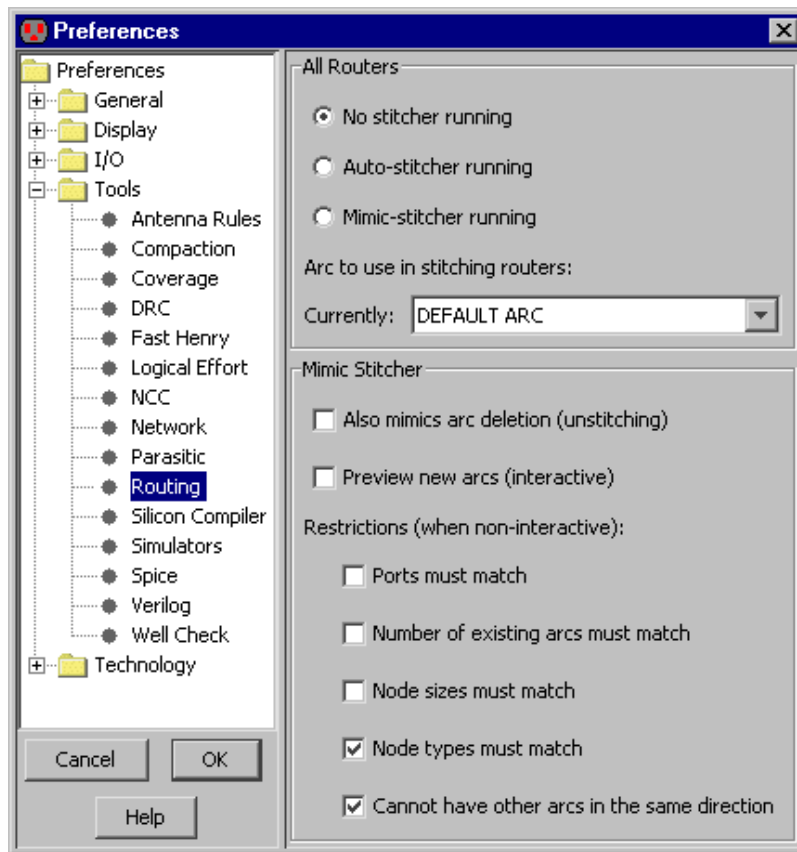 Preferences
Preferences
General
Display
I/O
Tools
Antenna Rules
Compaction
Coverage
DRC
Fast Henry
Logical Effort
NCC
Network
Parasitic
Routing
Silicon Compiler
Simulators
Spice
Verilog
Well Check
Technology
Cancel
OK
Help
All Routers
No stitcher running
Auto-stitcher running
Mimic-stitcher running
Arc to use in stitching routers:
Currently: DEFAULT ARC
Mimic Stitcher
Also mimics arc deletion (unstitching)
Preview new arcs (interactive)
Restrictions (when non-interactive):
Ports must match
Number of existing arcs must match
Node sizes must match
Node types must match
Cannot have other arcs in the same direction